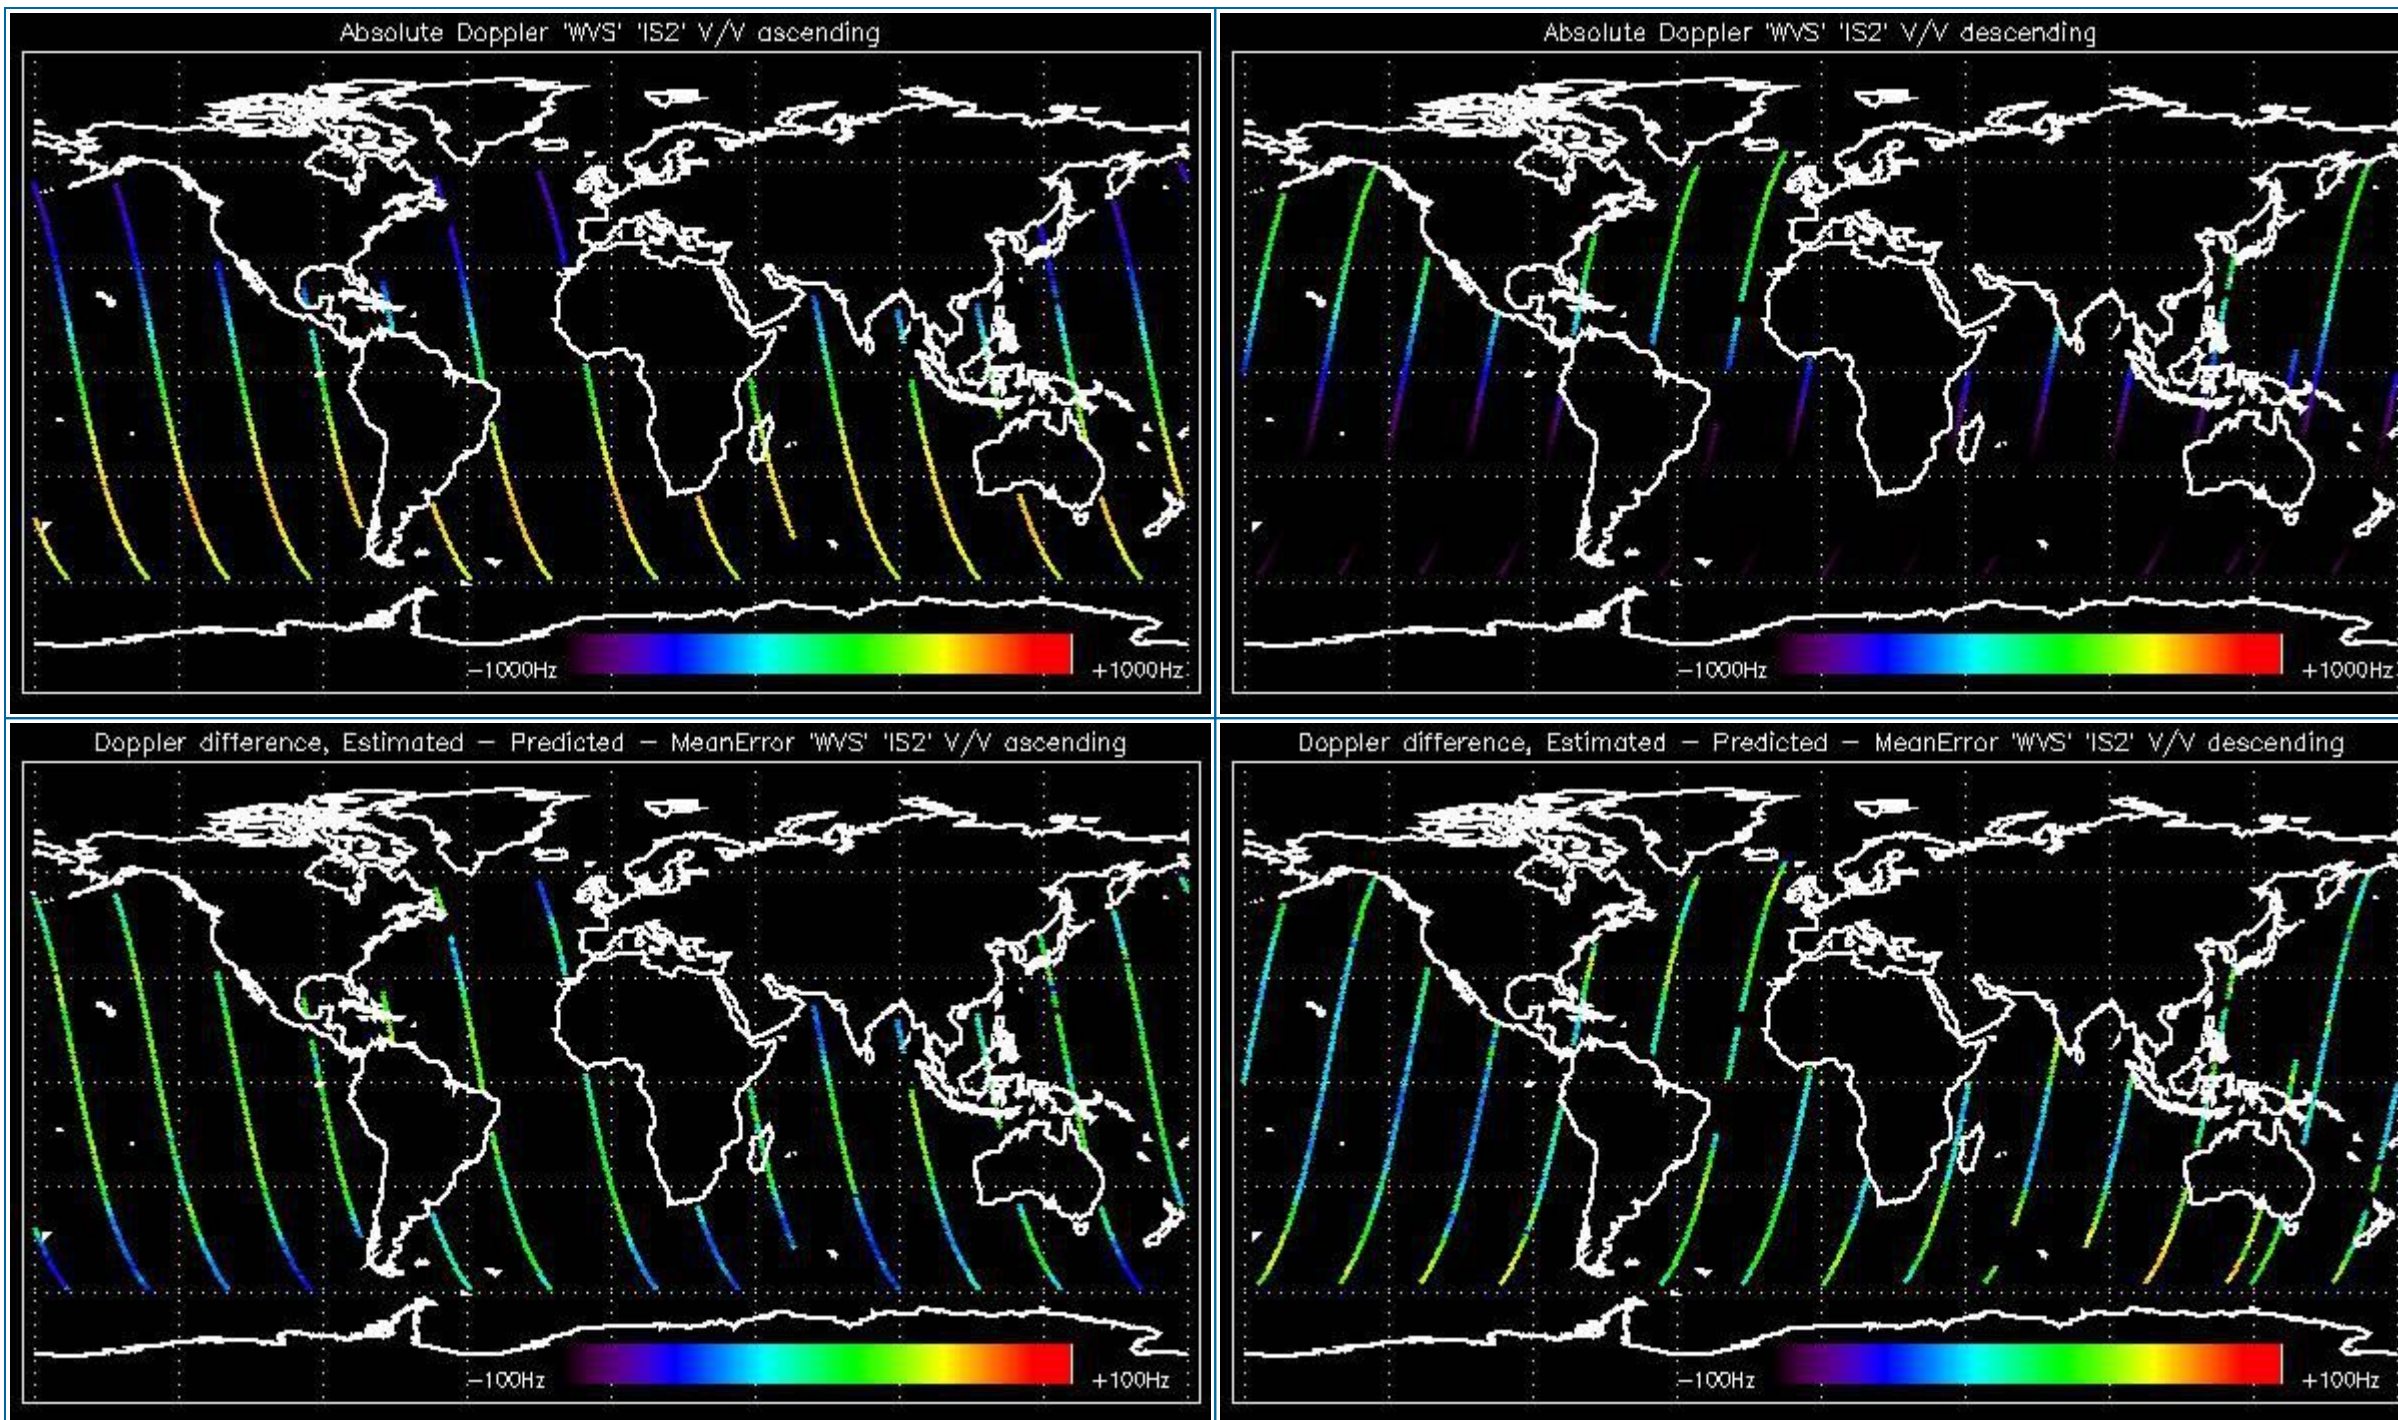 Absolute Doppler 'WVS' 'IS2' V/V ascending
-1000Hz
+1000Hz
Absolute Doppler 'WVS' 'IS2' V/V descending
-1000Hz
+1000Hz
Doppler difference, Estimated - Predicted - MeanError 'WVS' 'IS2' V/V ascending
-100Hz
+100Hz
Doppler difference, Estimated - Predicted - MeanError 'WVS' 'IS2' V/V descending
-100Hz
+100Hz